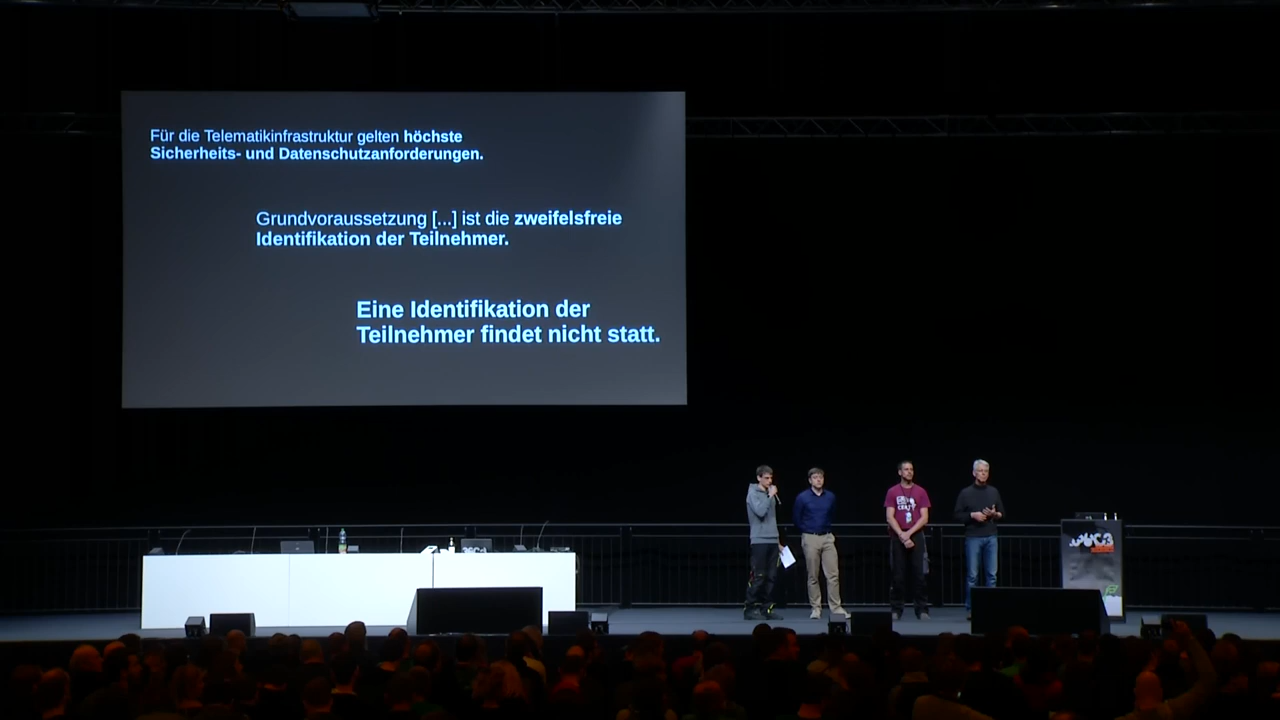 Für die Telematikinfrastruktur gelten höchste
Sicherheits- und Datenschutzanforderungen.
Grundvoraussetzung [...] ist die zweifelsfreie
Identifikation der Teilnehmer.
Eine Identifikation der
Teilnehmer findet nicht statt.